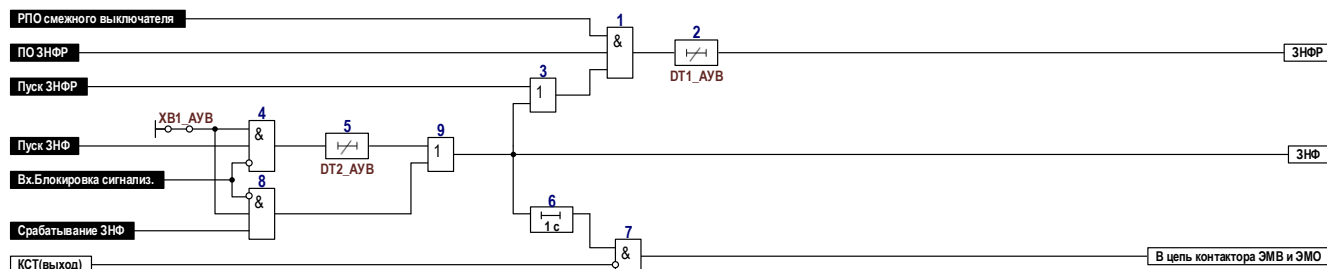 РПО смежного выключателя
1
&
2
DT1_АУВ
ПО ЗНФР
ЗНФР
Пуск ЗНФР
3
1
XB1_АУВ
4
&
5
DT2_АУВ
9
1
Пуск ЗНФ
ЗНФ
Вх.Блокировка сигнализ.
8
&
Срабатывание ЗНФ
6
1 с
7
&
КСТ(выход)
В цепь контактора ЭМВ и ЭМО